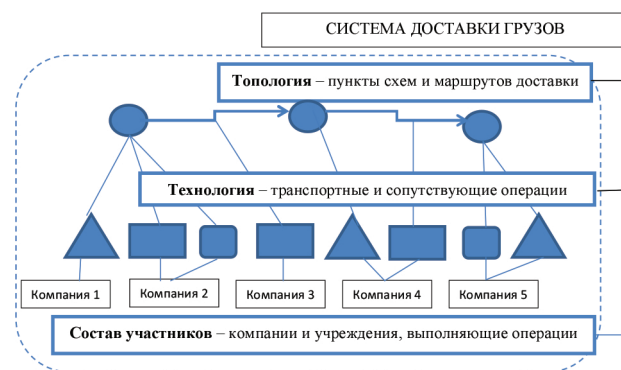 СИСТЕМА ДОСТАВКИ ГРУЗОВ
Топология – пункты схем и маршрутов доставки
Технология – транспортные и сопутствующие операции
Компания 1
Компания 2
Компания 3
Компания 4
Компания 5
Состав участников – компании и учреждения, выполняющие операции